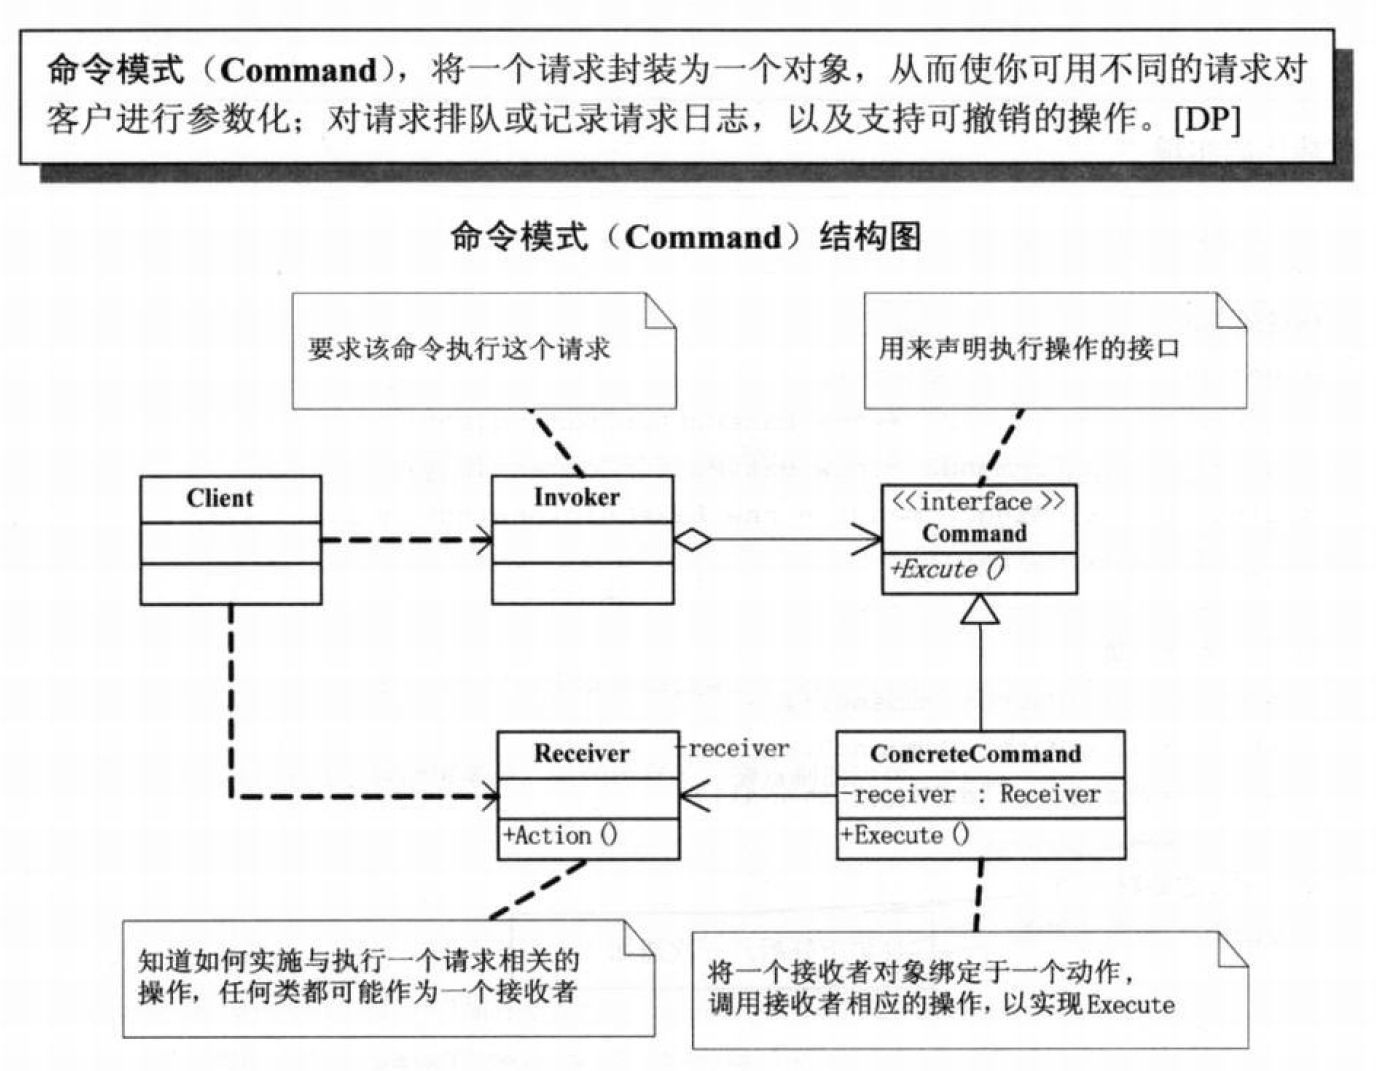 命令模式（Command），将一个请求封装为一个对象，从而使你可用不同的请求对
客户进行参数化；对请求排队或记录请求日志，以及支持可撤销的操作。[DP]
命令模式（Command）结构图
要求该命令执行这个请求
用来声明执行操作的接口
Client
Invoker
<<interface >>
Command
+Excute ()
Receiver
-receiver
+Action ()
ConcreteCommand
-receiver : Receiver
+Execute ()
知道如何实施与执行一个请求相关的
操作，任何类都可能作为一个接收者
将一个接收者对象绑定于一个动作，
调用接收者相应的操作，以实现Execute